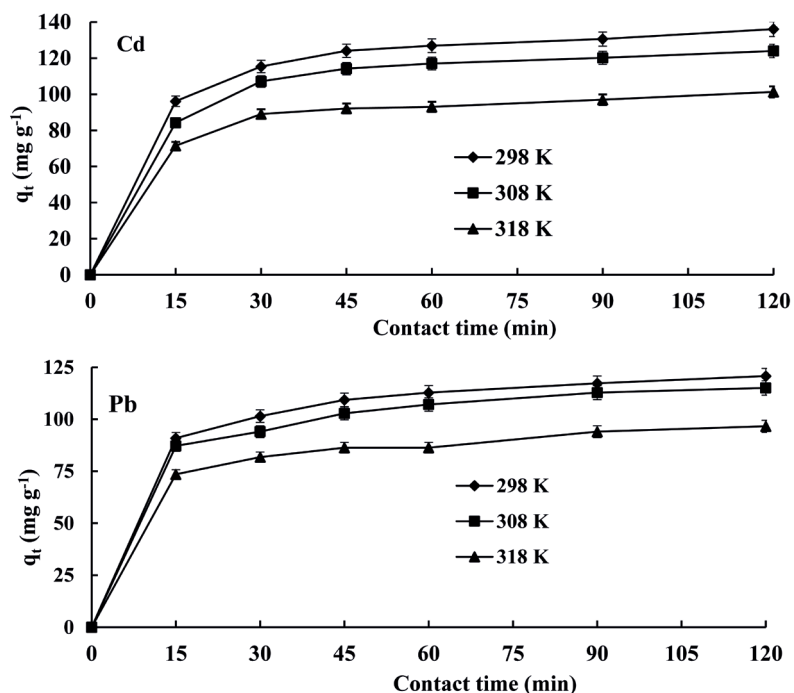 Cd
140
120
100
80
60
40
20
0
qt (mg g-1)
298 K
308 K
318 K
0 15 30 45 60 75 90 105 120
Contact time (min)
Pb
125
100
75
50
25
0
qt (mg g-1)
298 K
308 K
318 K
0 15 30 45 60 75 90 105 120
Contact time (min)